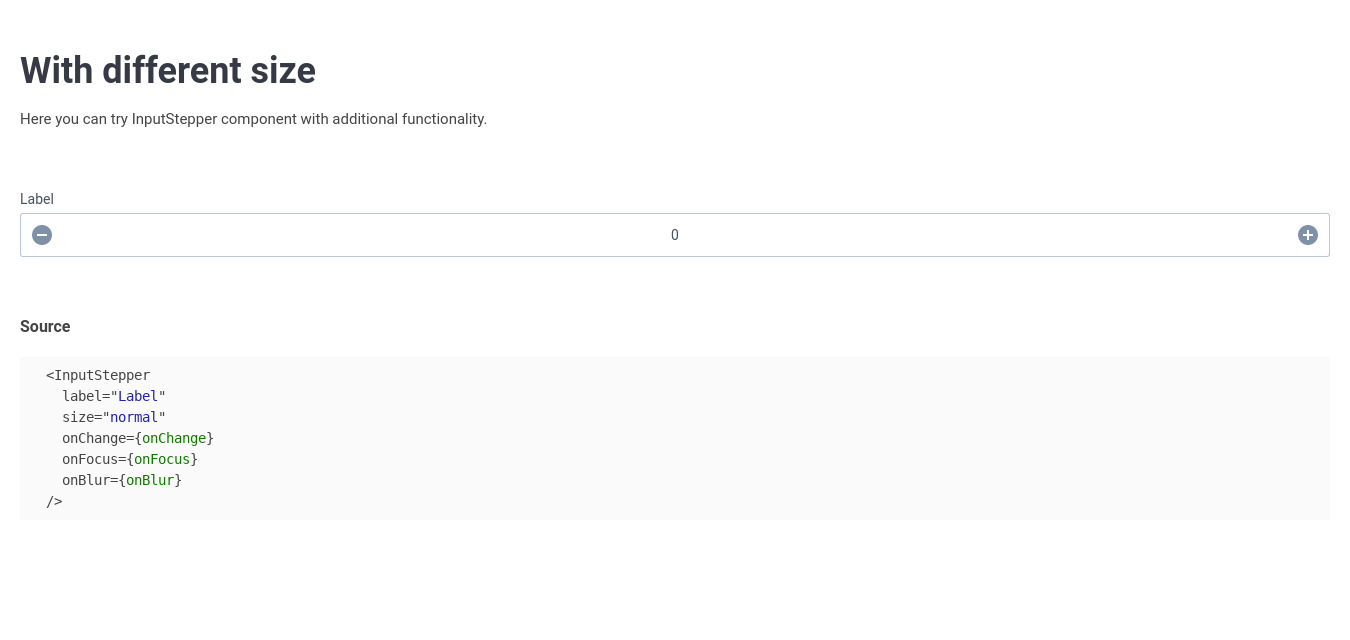 With different size
Here you can try InputStepper component with additional functionality.
Label
0
Source
<InputStepper
label="Label"
size="normal"
onChange={onChange}
onFocus={onFocus}
onBlur={onBlur}
/>